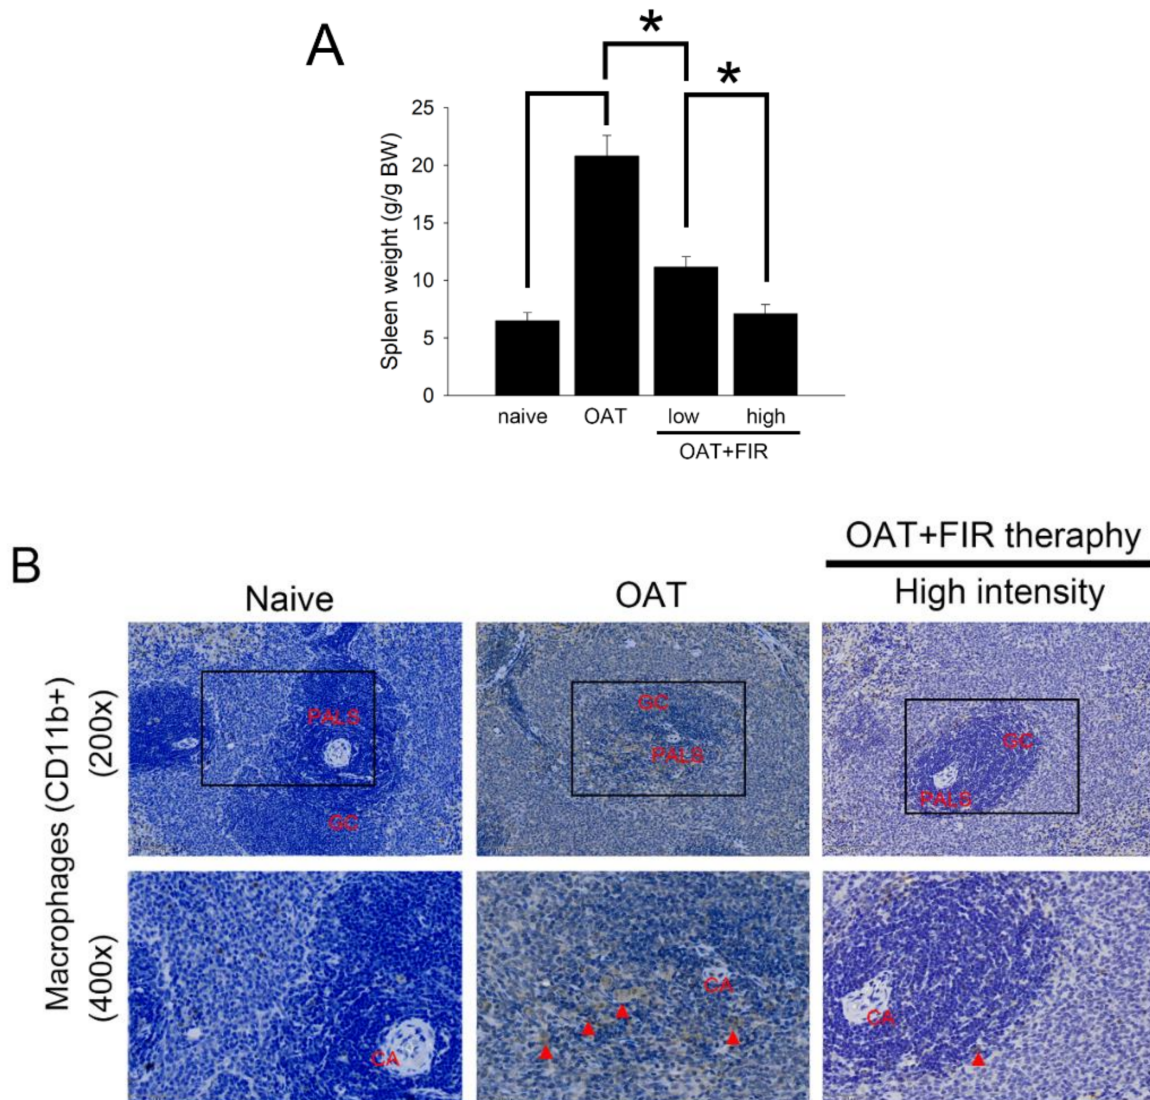 A
*
*
25
20
15
10
5
0
Spleen weight (g/g BW)
naive OAT low high
OAT+FIR
B
OAT+FIR theraphy
Naive OAT High intensity
Macrophages (CD11b+)
(200x)
(400x)
PALS
GC
GC
PALS
GC
PALS
CA
CA
CA